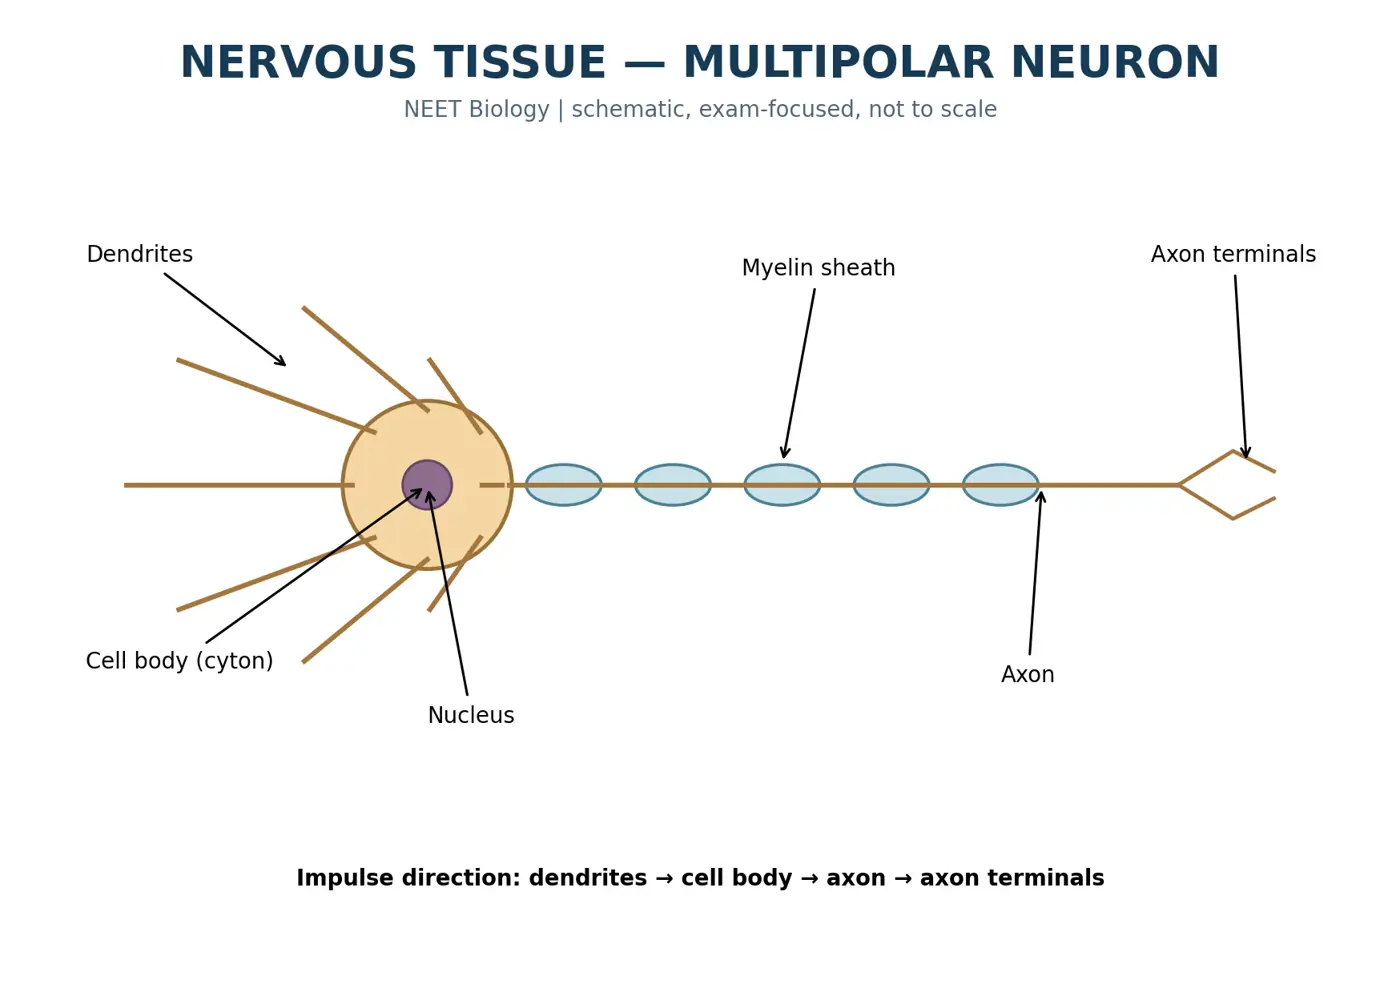 NERVOUS TISSUE — MULTIPOLAR NEURON
NEET Biology | schematic, exam-focused, not to scale
Dendrites
Myelin sheath
Axon terminals
Cell body (cyton)
Nucleus
Axon
Impulse direction: dendrites → cell body → axon → axon terminals